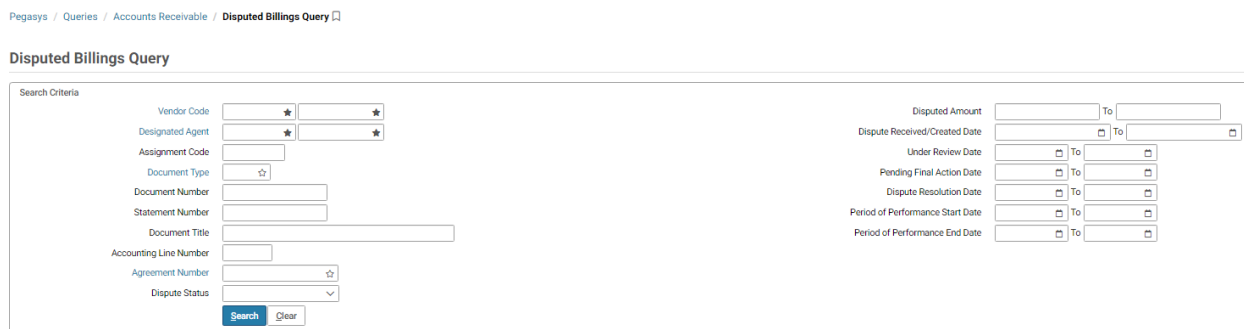 Pegasys / Queries / Accounts Receivable / Disputed Billings Query
Disputed Billings Query
Search Criteria
Vendor Code
Designated Agent
Assignment Code
Document Type
Document Number
Statement Number
Document Title
Accounting Line Number
Agreement Number
Dispute Status
Search Clear
Disputed Amount To
Dispute Received/Created Date To
Under Review Date To
Pending Final Action Date To
Dispute Resolution Date To
Period of Performance Start Date To
Period of Performance End Date To